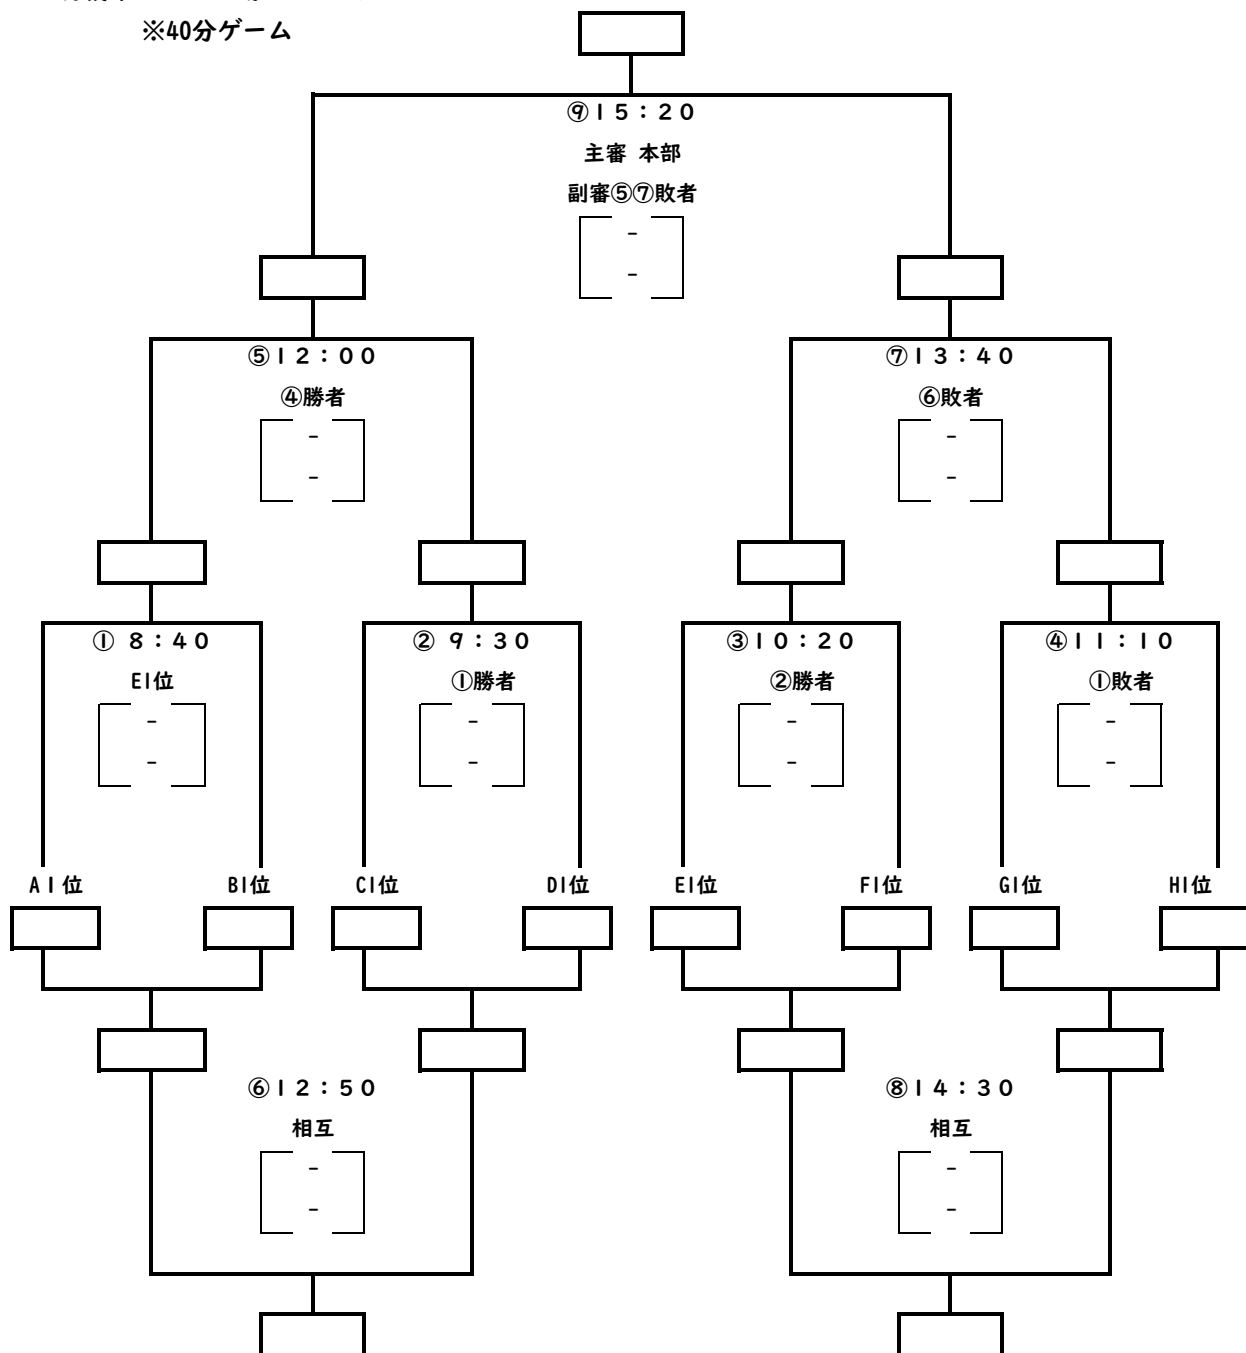 ※40分ゲーム
⑨15：20
主審 本部
副審⑤⑦敗者
-
-
⑤12：00
④勝者
-
-
⑦13：40
⑥敗者
-
-
① 8：40
E1位
-
-
② 9：30
①勝者
-
-
③10：20
②勝者
-
-
④11：10
①敗者
-
-
A1位
B1位
C1位
D1位
E1位
F1位
G1位
H1位
⑥12：50
相互
-
-
⑧14：30
相互
-
-